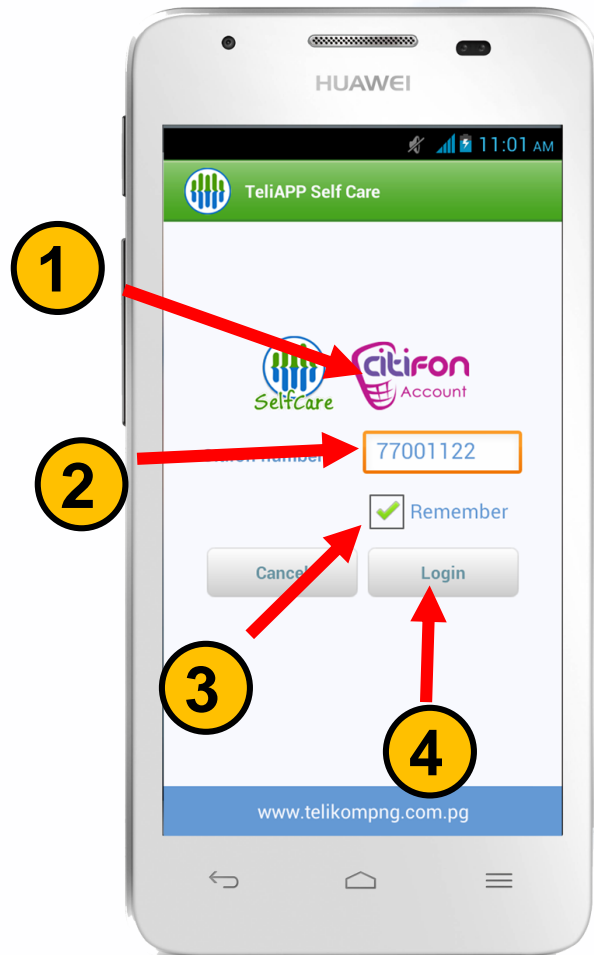 HUAWEI
11:01 AM
TeliAPP Self Care
1
citifon
SelfCare
Account
number
2
77001122
Remember
Cancel
Login
3
4
www.telikompng.com.pg